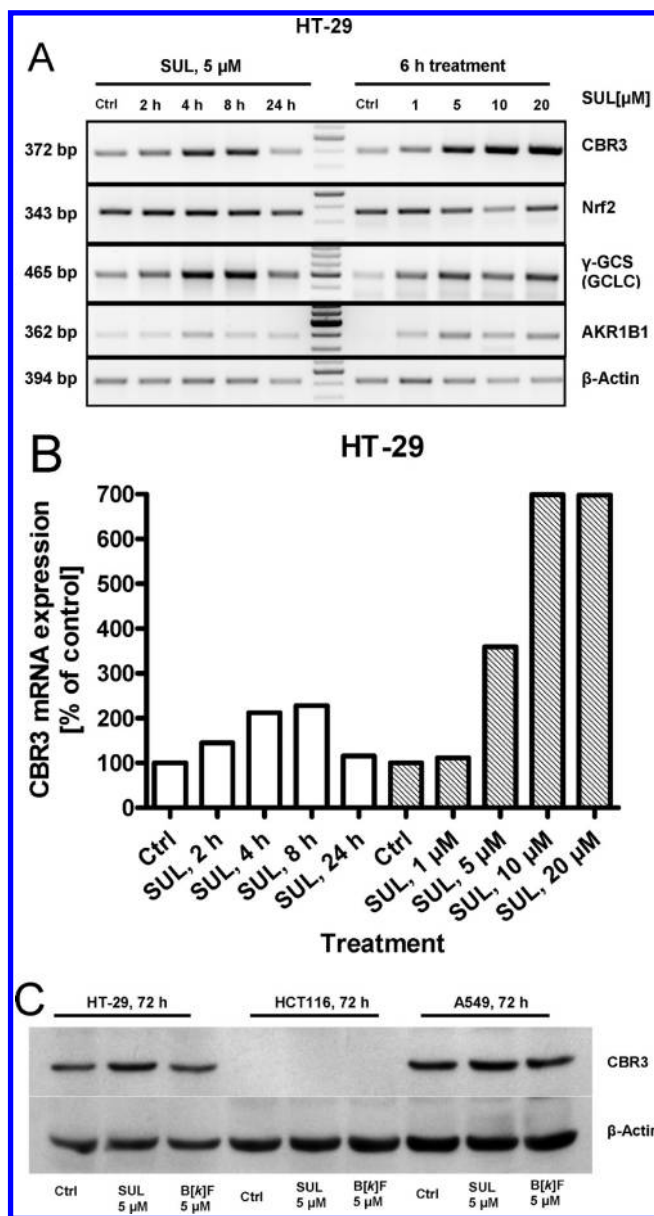 HT-29
A
SUL, 5 µM 6 h treatment
Ctrl 2 h 4 h 8 h 24 h Ctrl 1 5 10 20 SUL[µM]
372 bp CBR3
343 bp Nrf2
465 bp γ-GCS
(GCLC)
362 bp AKR1B1
394 bp β-Actin
B
HT-29
CBR3 mRNA expression
[% of control]
700
600
500
400
300
200
100
0
Ctrl
SUL, 2 h
SUL, 4 h
SUL, 8 h
SUL, 24 h
Ctrl
SUL, 1 µM
SUL, 5 µM
SUL, 10 µM
SUL, 20 µM
Treatment
C
HT-29, 72 h HCT116, 72 h A549, 72 h
CBR3
β-Actin
Ctrl SUL B[k]F Ctrl SUL B[k]F Ctrl SUL B[k]F
5 µM 5 µM 5 µM 5 µM 5 µM 5 µM